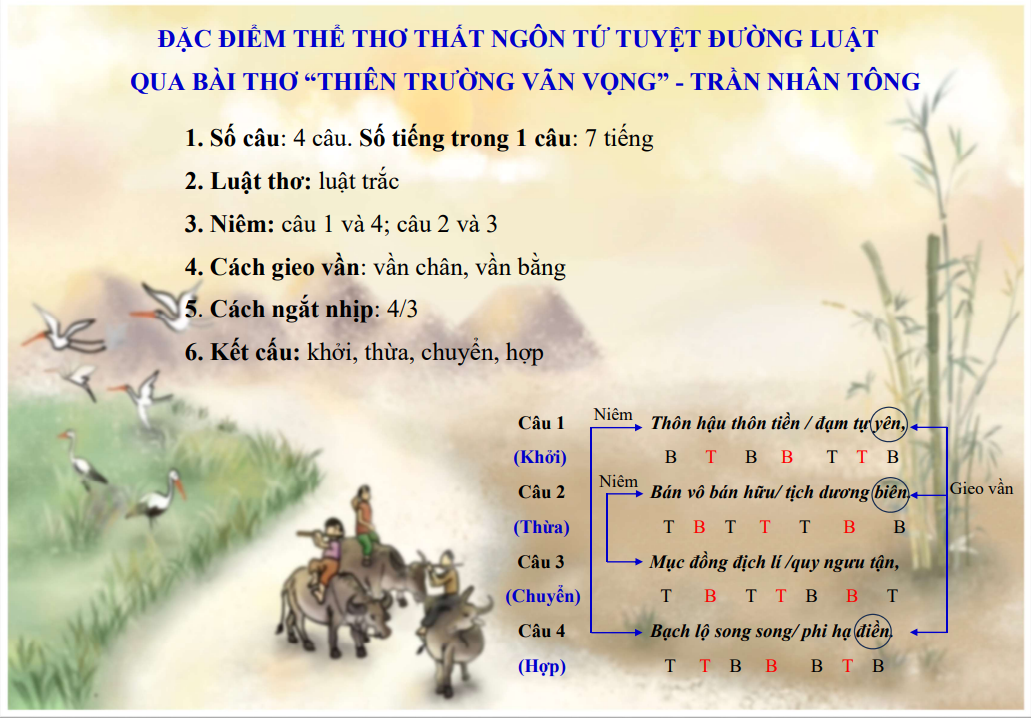 ĐẶC ĐIỂM THỂ THƠ THẤT NGÔN TỨ TUYỆT ĐƯỜNG LUẬT
QUA BÀI THƠ “THIÊN TRƯỜNG VÃN VỌNG” - TRẦN NHÂN TÔNG
1. Số câu: 4 câu. Số tiếng trong 1 câu: 7 tiếng
2. Luật thơ: luật trắc
3. Niêm: câu 1 và 4; câu 2 và 3
4. Cách gieo vần: vần chân, vần bằng
5. Cách ngắt nhịp: 4/3
6. Kết cấu: khởi, thừa, chuyển, hợp
Câu 1 Niêm Thôn hậu thôn tiền / đạm tự yên,
(Khởi) B T B B T T B
Câu 2 Niêm Bán vô bán hữu/ tịch dương biên. Gieo vần
(Thừa) T B T T T B B
Câu 3 Mục đồng địch lí /quy ngưu tận,
(Chuyển) T B T T B B T
Câu 4 Bạch lộ song song/ phi hạ điền.
(Hợp) T T B B B T B